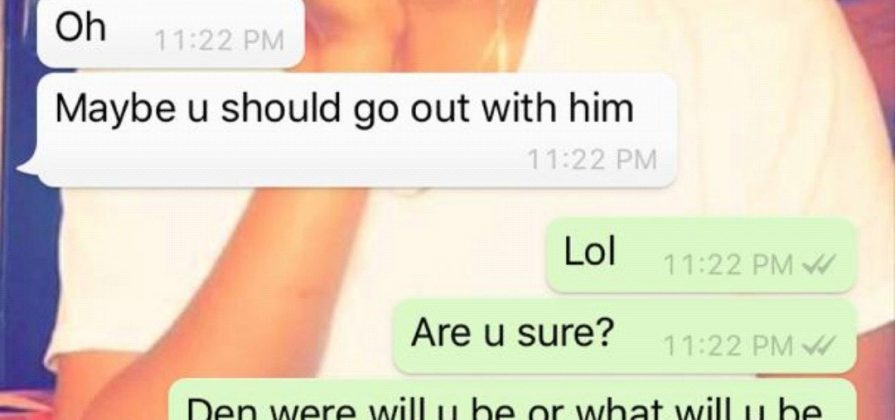 Oh 11:22 PM
Maybe u should go out with him
11:22 PM
Lol 11:22 PM
Are u sure? 11:22 PM
Den were will u be or what will u be